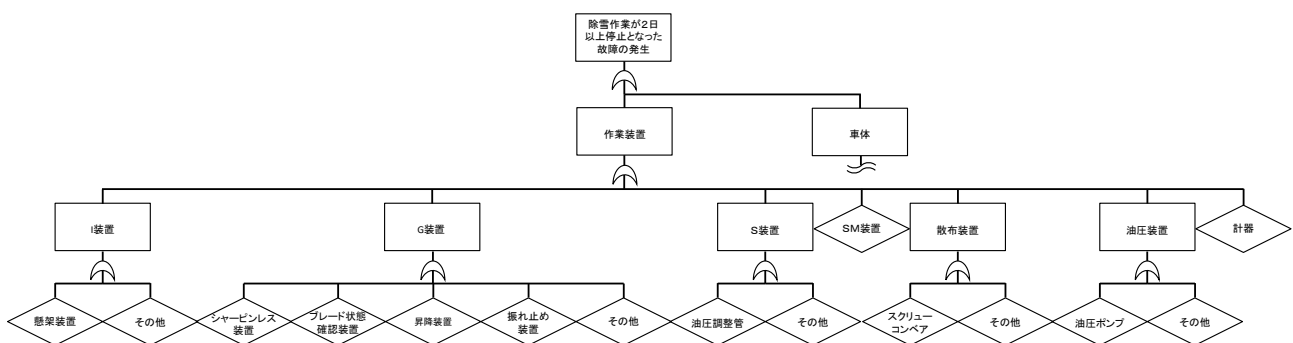 除雪作業が2日
以上停止となった
故障の発生
作業装置
車体
I装置
G装置
S装置
SM装置
散布装置
油圧装置
計器
懸架装置
その他
シャーピンレス
装置
ブレード状態
確認装置
昇降装置
振れ止め
装置
その他
油圧調整管
その他
スクリュー
コンベア
その他
油圧ポンプ
その他